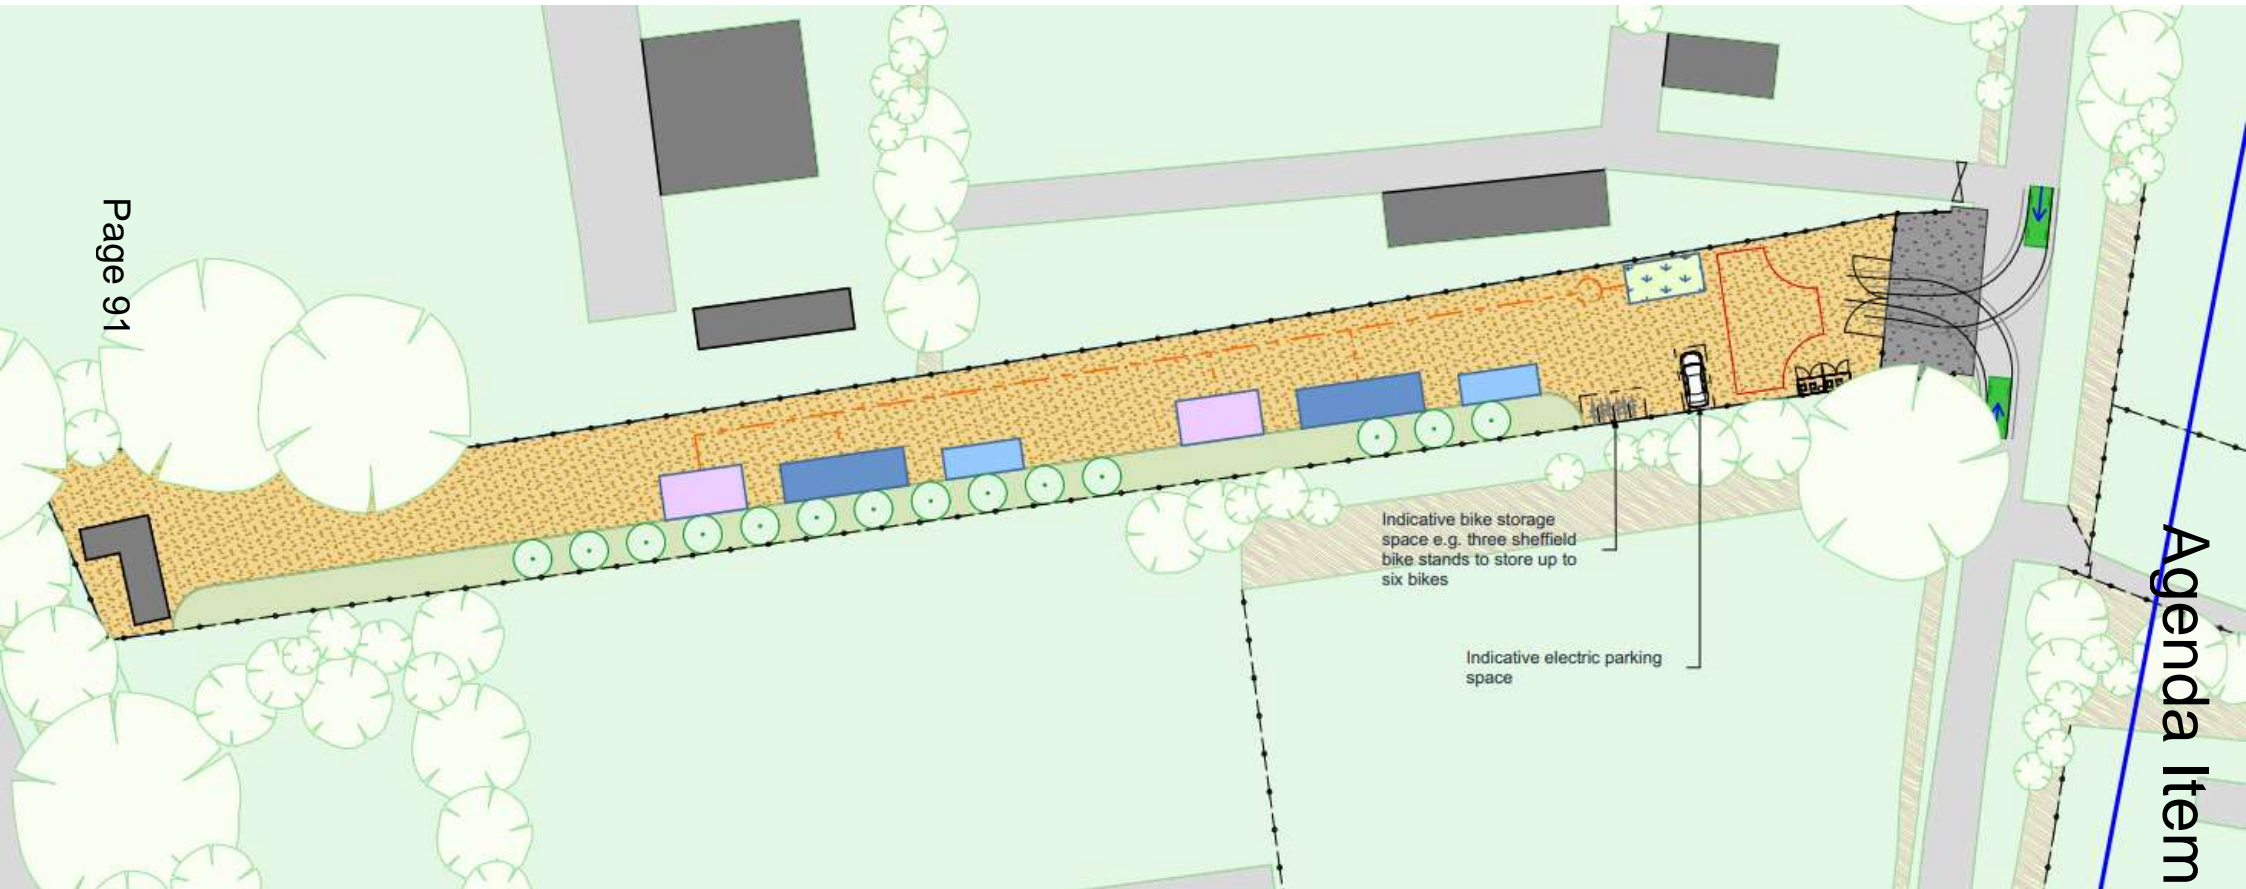 Page 91
Indicative bike storage
space e.g. three sheffield
bike stands to store up to
six bikes
Indicative electric parking
space
Agenda Item